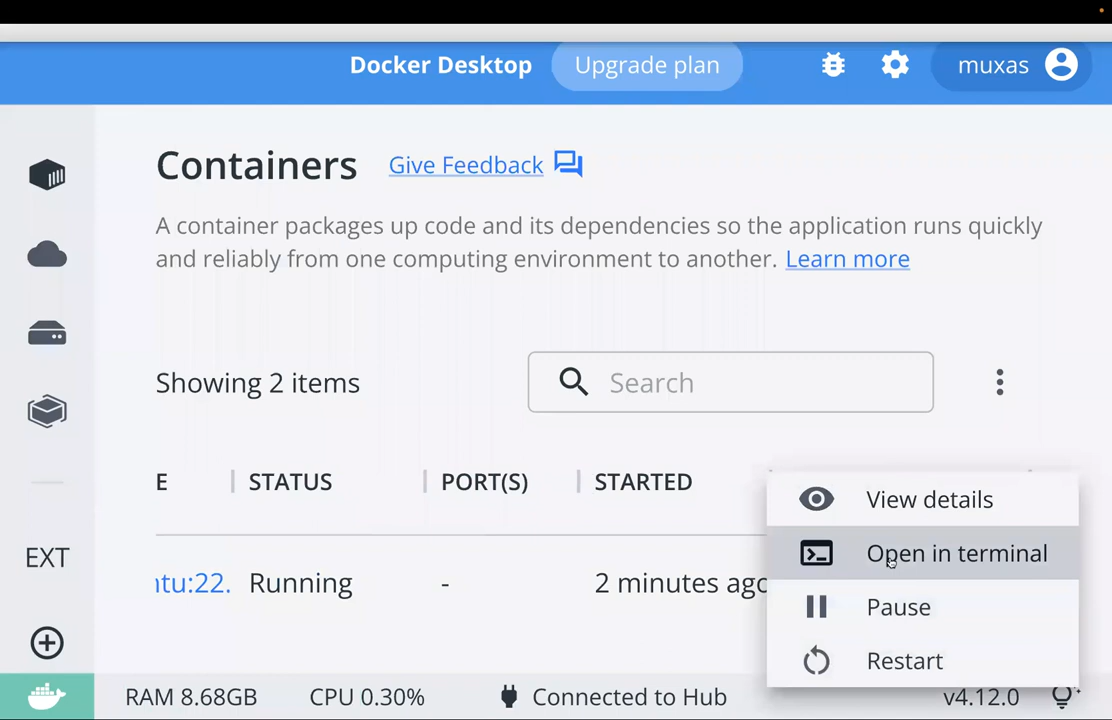 Docker Desktop Upgrade plan muxas
Containers Give Feedback
A container packages up code and its dependencies so the application runs quickly
and reliably from one computing environment to another. Learn more
Showing 2 items Search
E STATUS PORT(S) STARTED
View details
Open in terminal
EXT
ntu:22. Running - 2 minutes ago
Pause
Restart
RAM 8.68GB CPU 0.30% Connected to Hub v4.12.0